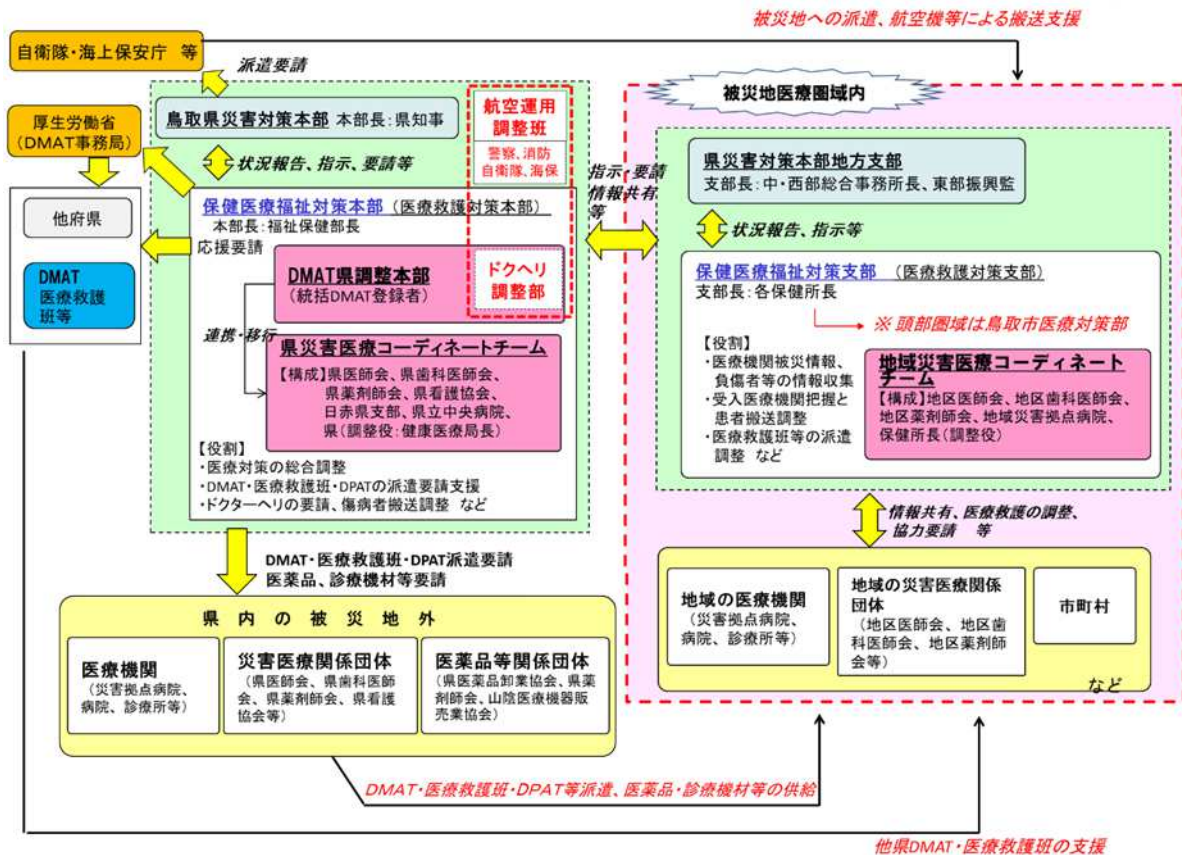 被災地への派遣、航空機等による搬送支援
自衛隊・海上保安庁 等
派遣要請
厚生労働省
(DMAT事務局)
他府県
DMAT
医療救護
班等
鳥取県災害対策本部 本部長:県知事
状況報告、指示、要請等
航空運用
調整班
警察、消防
自衛隊、海保
保健医療福祉対策本部 (医療救護対策本部)
本部長:福祉保健部長
応援要請
DMAT県調整本部
(統括DMAT登録者)
ドクヘリ
調整部
連携・移行
県災害医療コーディネートチーム
【構成】県医師会、県歯科医師会、
県薬剤師会、県看護協会、
日赤県支部、県立中央病院、
県(調整役:健康医療局長)
【役割】
・医療対策の総合調整
・DMAT・医療救護班・DPATの派遣要請支援
・ドクターヘリの要請、傷病者搬送調整 など
指示・要請
情報共有
等
被災地医療圏域内
県災害対策本部地方支部
支部長:中・西部総合事務所長、東部振興監
状況報告、指示等
保健医療福祉対策支部 (医療救護対策支部)
支部長:各保健所長
※ 頭部圏域は鳥取市医療対策部
【役割】
・医療機関被災情報、
負傷者等の情報収集
・受入医療機関把握と
患者搬送調整
・医療救護班等の派遣
調整 など
地域災害医療コーディネート
チーム
【構成】地区医師会、地区歯科医師会、
地区薬剤師会、地域災害拠点病院、
保健所長(調整役)
情報共有、医療救護の調整、
協力要請 等
地域の医療機関
(災害拠点病院、
病院、診療所等)
地域の災害医療関係
団体
(地区医師会、地区歯
科医師会、地区薬剤師
会等)
市町村
など
DMAT・医療救護班・DPAT派遣要請
医薬品、診療機材等要請
県内の被災地外
医療機関
(災害拠点病院、
病院、診療所等)
災害医療関係団体
(県医師会、県歯科医師
会、県薬剤師会、県看護
協会等)
医薬品等関係団体
(県医薬品卸業協会、県薬
剤師会、山陰医療機器販
売業協会)
DMAT・医療救護班・DPAT等派遣、医薬品・診療機材等の供給
他県DMAT・医療救護班の支援